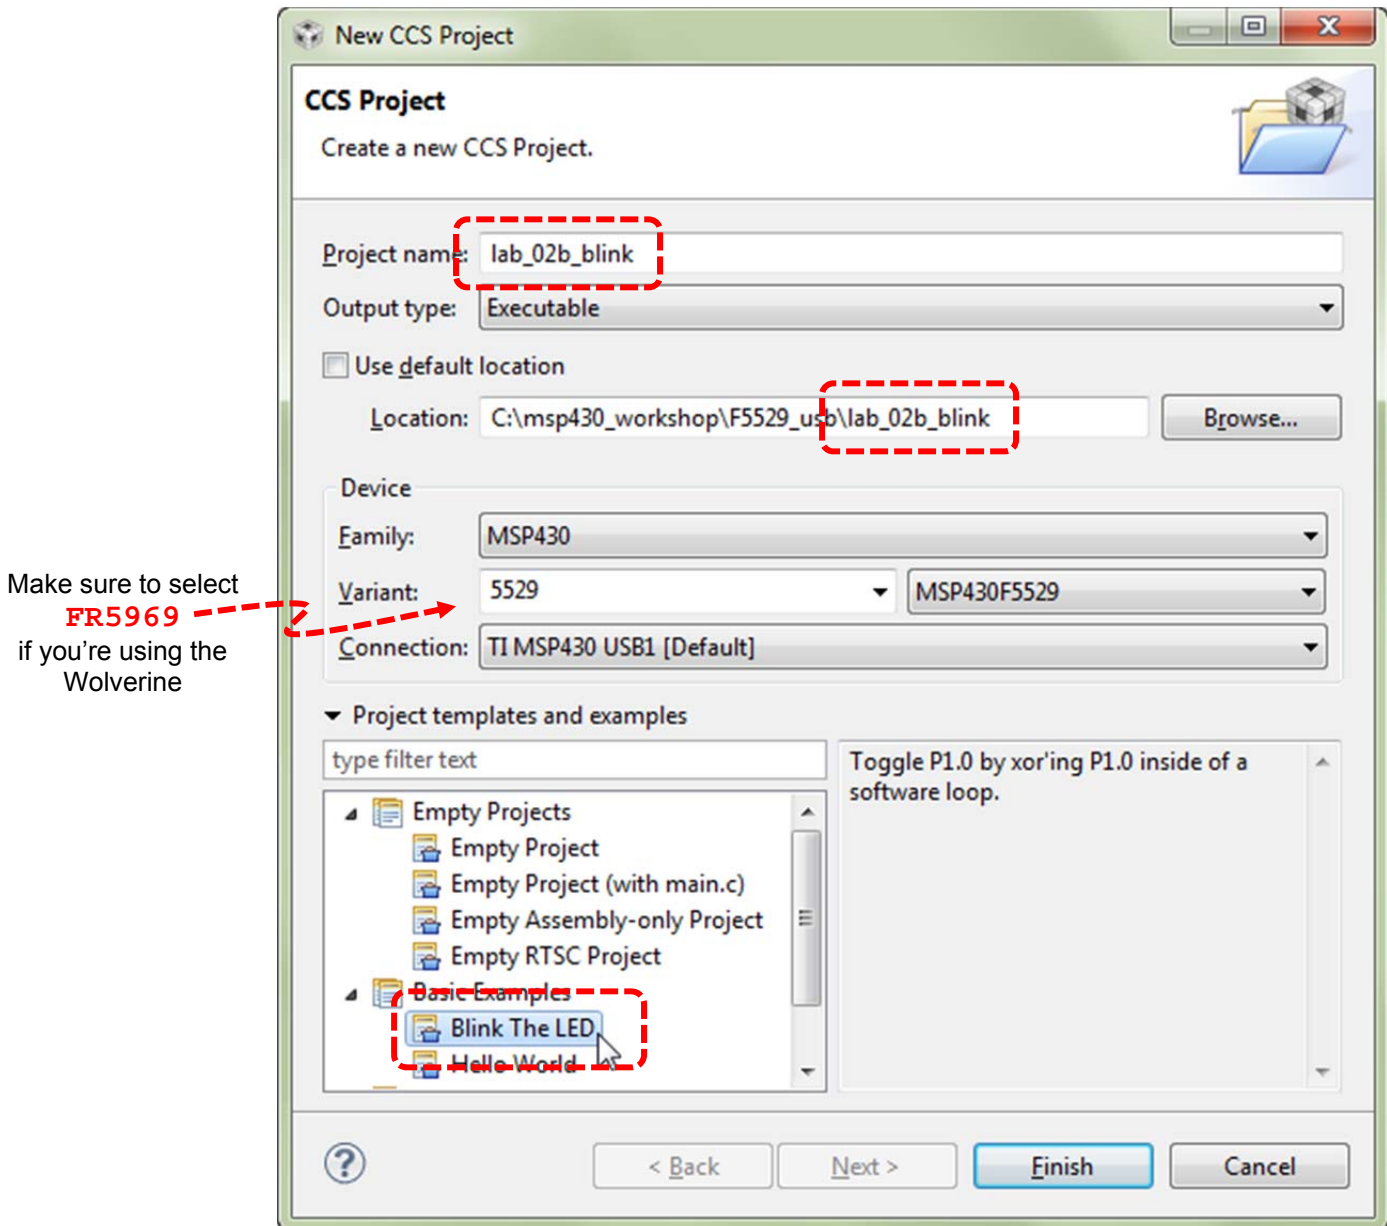 New CCS Project
CCS Project
Create a new CCS Project.
Project name: lab_02b_blink
Output type: Executable
Use default location
Location: C:\msp430_workshop\F5529_usb\lab_02b_blink Browse...
Device
Family: MSP430
Make sure to select
FR5969
if you’re using the
Wolverine
Variant: 5529 MSP430F5529
Connection: TI MSP430 USB1 [Default]
Project templates and examples
type filter text
Empty Projects
Empty Project
Empty Project (with main.c)
Empty Assembly-only Project
Empty RTSC Project
Basic Examples
Blink The LED
Hello World
Toggle P1.0 by xor'ing P1.0 inside of a
software loop.
? < Back Next > Finish Cancel